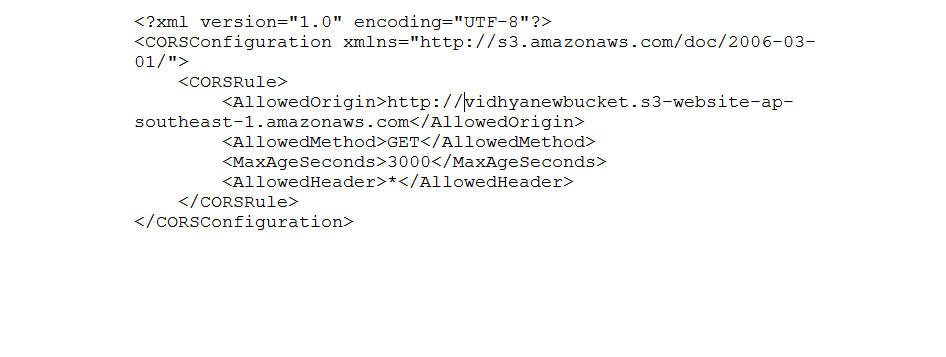 <?xml version="1.0" encoding="UTF-8"?>
<CORSConfiguration xmlns="http://s3.amazonaws.com/doc/2006-03-
01/">
    <CORSRule>
        <AllowedOrigin>http://vidhyanewbucket.s3-website-ap-
southeast-1.amazonaws.com</AllowedOrigin>
        <AllowedMethod>GET</AllowedMethod>
        <MaxAgeSeconds>3000</MaxAgeSeconds>
        <AllowedHeader>*</AllowedHeader>
    </CORSRule>
</CORSConfiguration>